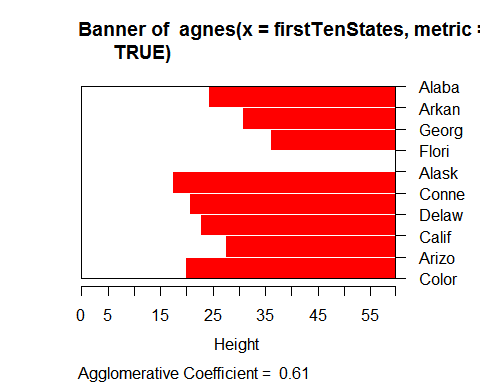 Banner of agnes(x = firstTenStates, metric =
TRUE)
Alaba
Arkan
Georg
Flori
Alask
Conne
Delaw
Calif
Arizo
Color
0 5 15 25 35 45 55
Height
Agglomerative Coefficient = 0.61